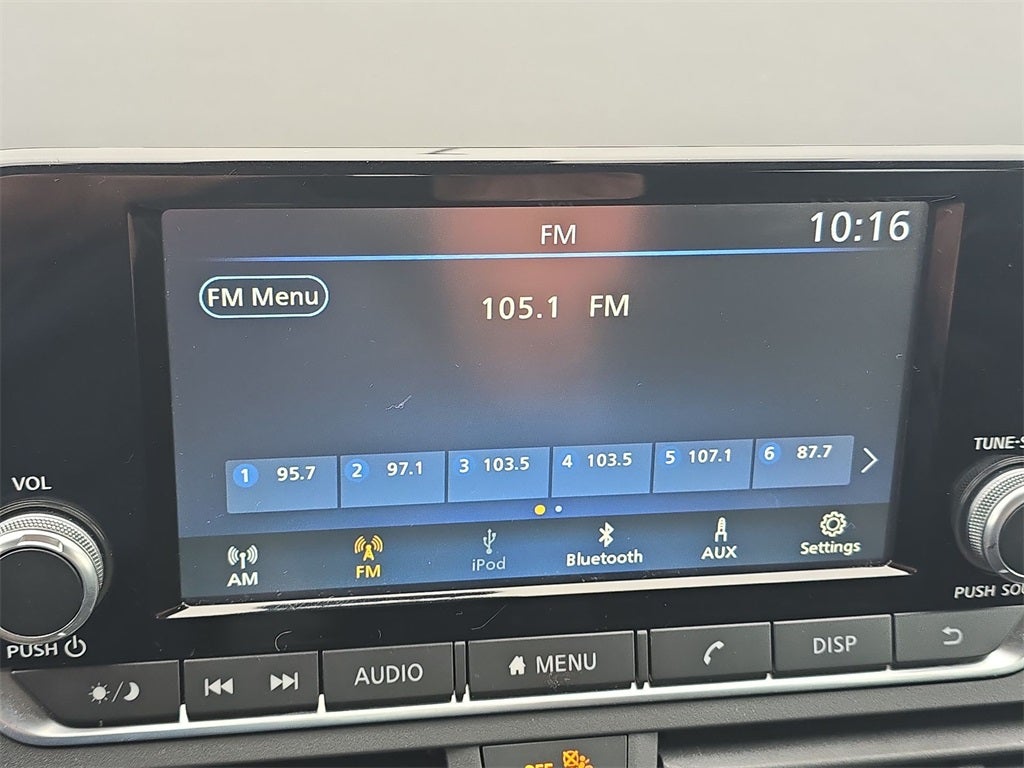 FM
10:16
FM Menu
105.1 FM
1 95.7
2 97.1
3 103.5
4 103.5
5 107.1
6 87.7
AM
FM
iPod
Bluetooth
AUX
Settings
VOL
PUSH
TUNE-S
PUSH SOU
AUDIO
MENU
DISP
OFF